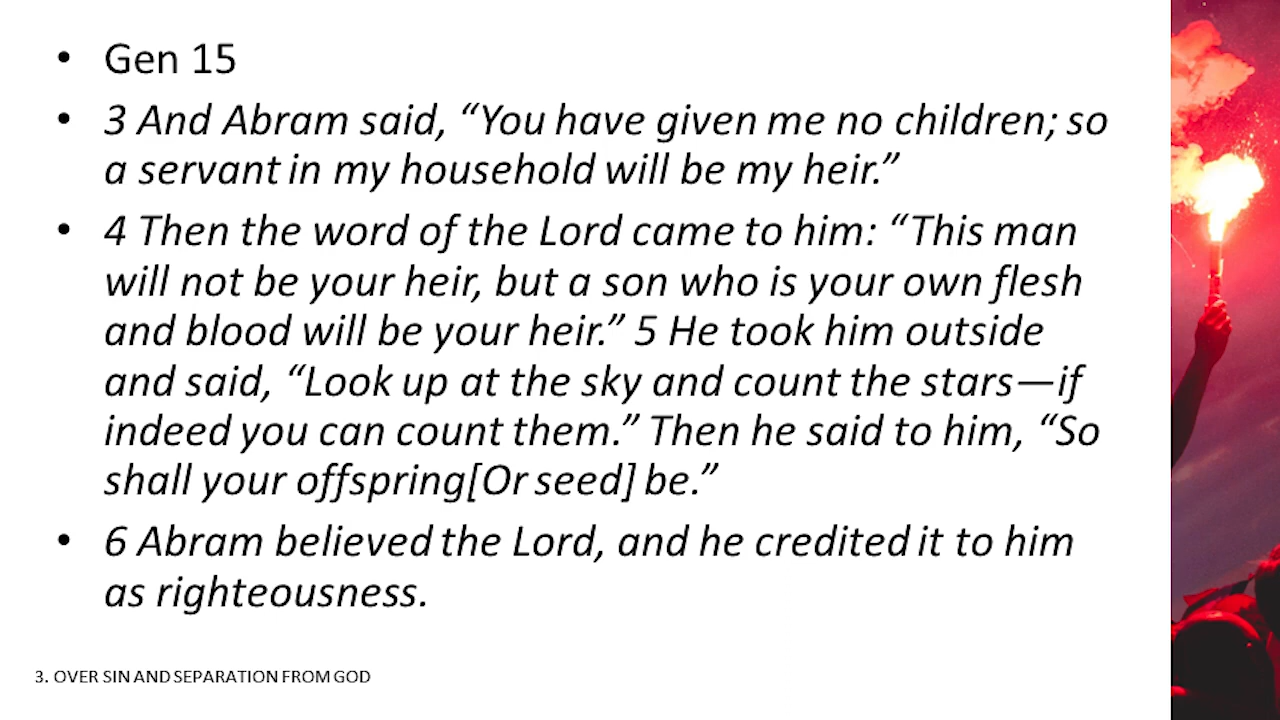 • Gen 15
• 3 And Abram said, “You have given me no children; so
a servant in my household will be my heir.”
• 4 Then the word of the Lord came to him: “This man
will not be your heir, but a son who is your own flesh
and blood will be your heir.” 5 He took him outside
and said, “Look up at the sky and count the stars—if
indeed you can count them.” Then he said to him, “So
shall your offspring[Or seed] be.”
• 6 Abram believed the Lord, and he credited it to him
as righteousness.
3. OVER SIN AND SEPARATION FROM GOD